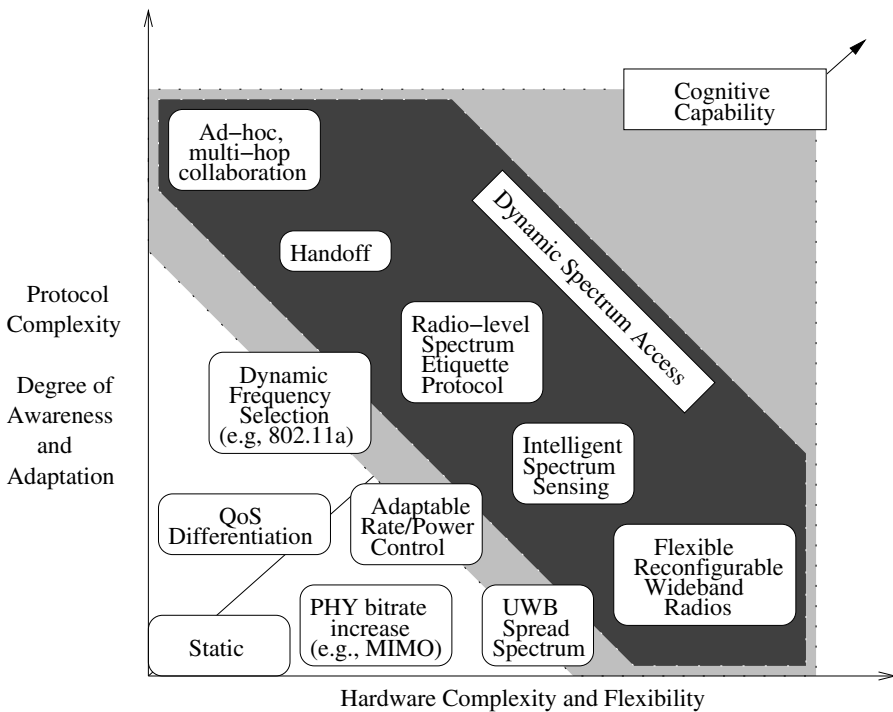 Cognitive
Capability
Ad-hoc,
multi-hop
collaboration
Dynamic Spectrum Access
Handoff
Protocol
Complexity
Degree of
Awareness
and
Adaptation
Radio-level
Spectrum
Etiquette
Protocol
Dynamic
Frequency
Selection
(e.g, 802.11a)
Intelligent
Spectrum
Sensing
QoS
Differentiation
Adaptable
Rate/Power
Control
Flexible
Reconfigurable
Wideband
Radios
Static
PHY bitrate
increase
(e.g., MIMO)
UWB
Spread
Spectrum
Hardware Complexity and Flexibility